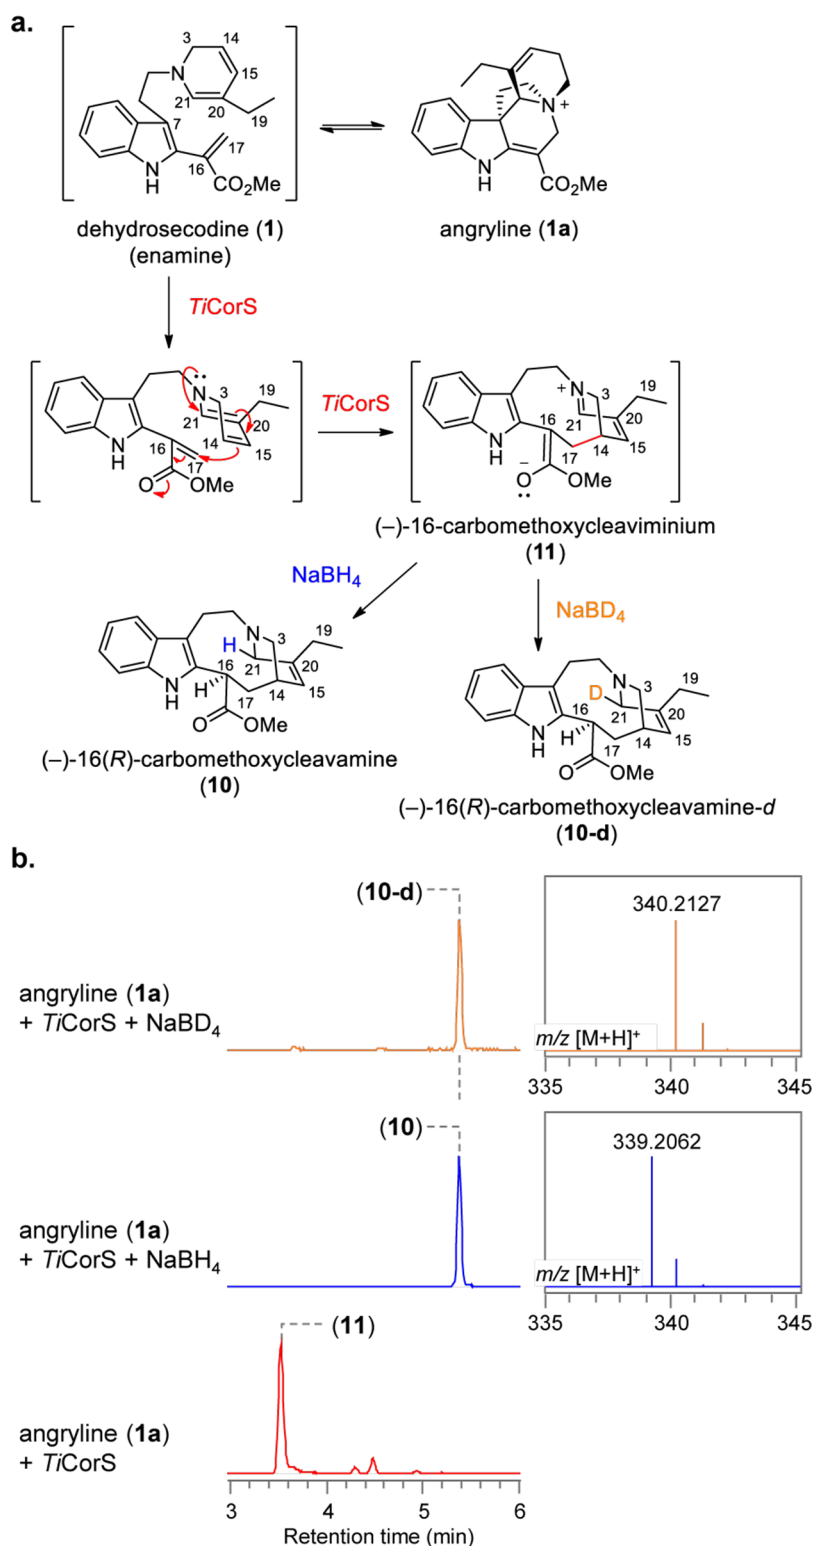 a.
3
14
N
15
21
20
19
7
17
16
N
H
CO2Me
N
+
N
H
CO2Me
dehydrosecodine (1)
(enamine)
angryline (1a)
TiCorS
N
3
19
21
20
14
15
16
17
N
H
O
OMe
TiCorS
+
N
3
19
21
20
16
14
15
17
N
H
−
O
OMe
(–)-16-carbomethoxycleaviminium
(11)
NaBH4
NaBD4
N
3
19
H
21
20
16
14
15
17
N
H
H
O
OMe
(–)-16(R)-carbomethoxycleavamine
(10)
N
3
19
D
21
20
16
14
15
17
N
H
H
O
OMe
(–)-16(R)-carbomethoxycleavamine-d
(10-d)
b.
(10-d)
340.2127
angryline (1a)
+ TiCorS + NaBD4
m/z [M+H]+
335 340 345
(10)
339.2062
angryline (1a)
+ TiCorS + NaBH4
m/z [M+H]+
335 340 345
(11)
angryline (1a)
+ TiCorS
3 4 5 6
Retention time (min)